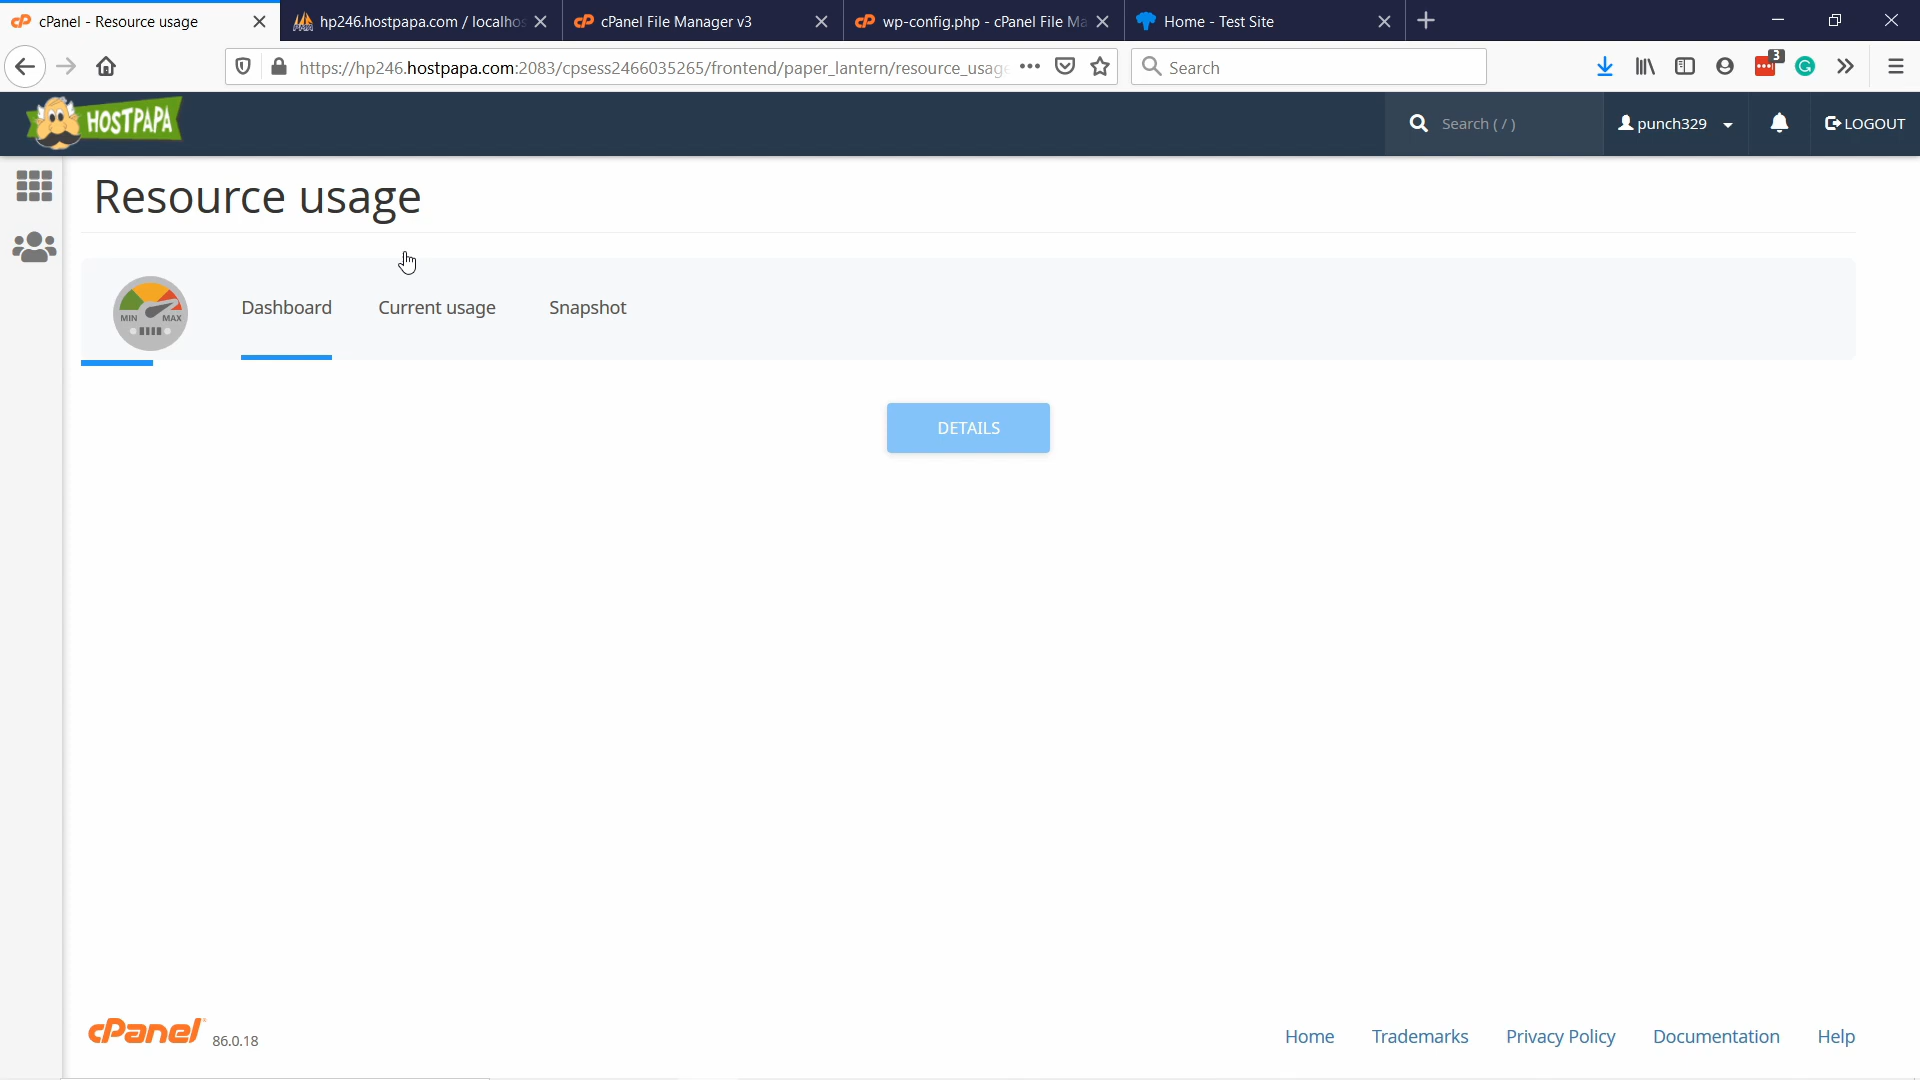 cPanel - Resource usage
hp246.hostpapa.com / localhos
cPanel File Manager v3
wp-config.php - cPanel File Ma
Home - Test Site
https://hp246.hostpapa.com:2083/cpsess2466035265/frontend/paper_lantern/resource_usage
Search
3
HOSTPAPA
Search ( / )
punch329
LOGOUT
Resource usage
MIN MAX
Dashboard
Current usage
Snapshot
DETAILS
cPanel 86.0.18
Home
Trademarks
Privacy Policy
Documentation
Help